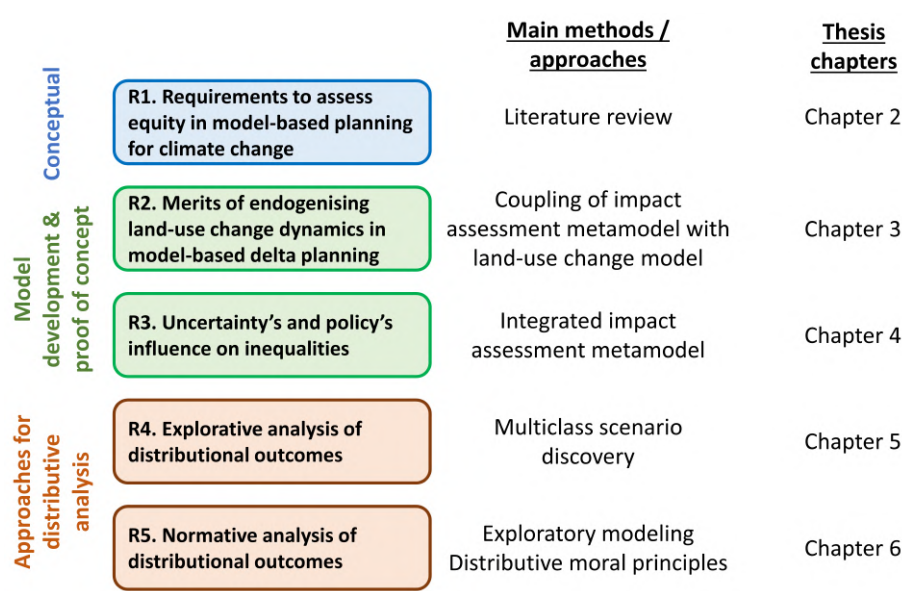 Main methods /
approaches
Thesis
chapters
Conceptual
R1. Requirements to assess
equity in model-based planning
for climate change
Literature review
Chapter 2
Model
development &
proof of concept
R2. Merits of endogenising
land-use change dynamics in
model-based delta planning
Coupling of impact
assessment metamodel with
land-use change model
Chapter 3
R3. Uncertainty's and policy's
influence on inequalities
Integrated impact
assessment metamodel
Chapter 4
Approaches for
distributive
analysis
R4. Explorative analysis of
distributional outcomes
Multiclass scenario
discovery
Chapter 5
R5. Normative analysis of
distributional outcomes
Exploratory modeling
Distributive moral principles
Chapter 6